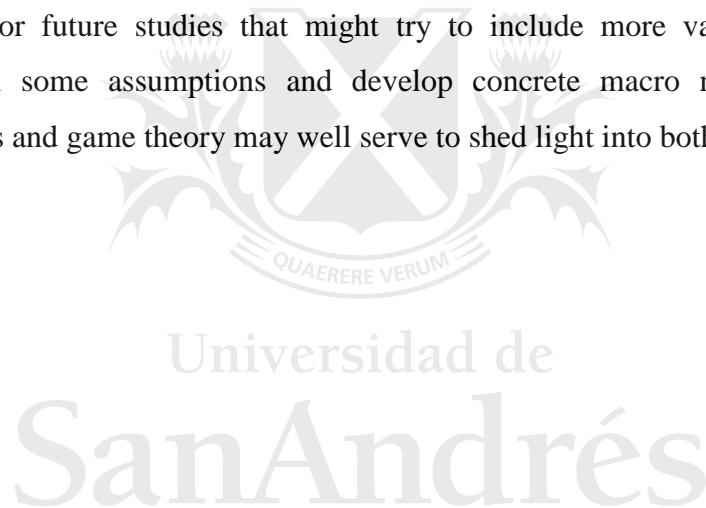 or future studies that might try to include more va
some assumptions and develop concrete macro
s and game theory may well serve to shed light into both
QUAERERE VERUM
Universidad de
SanAndrés